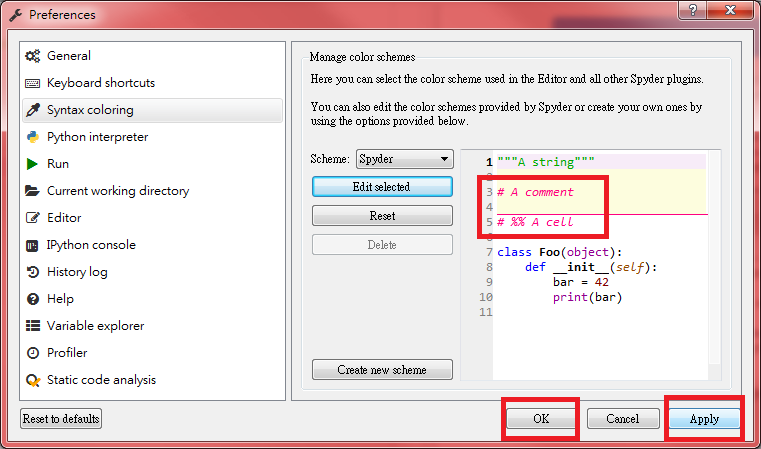 Preferences
General
Keyboard shortcuts
Syntax coloring
Python interpreter
Run
Current working directory
Editor
IPython console
History log
Help
Variable explorer
Profiler
Static code analysis
Manage color schemes
Here you can select the color scheme used in the Editor and all other Spyder plugins.
You can also edit the color schemes provided by Spyder or create your own ones by
using the options provided below.
Scheme: Spyder
Edit selected
Reset
Delete
Create new scheme
1 """A string"""
2
3 # A comment
4
5 # %% A cell
6
7 class Foo(object):
8     def __init__(self):
9         bar = 42
10         print(bar)
11
Reset to defaults
OK
Cancel
Apply